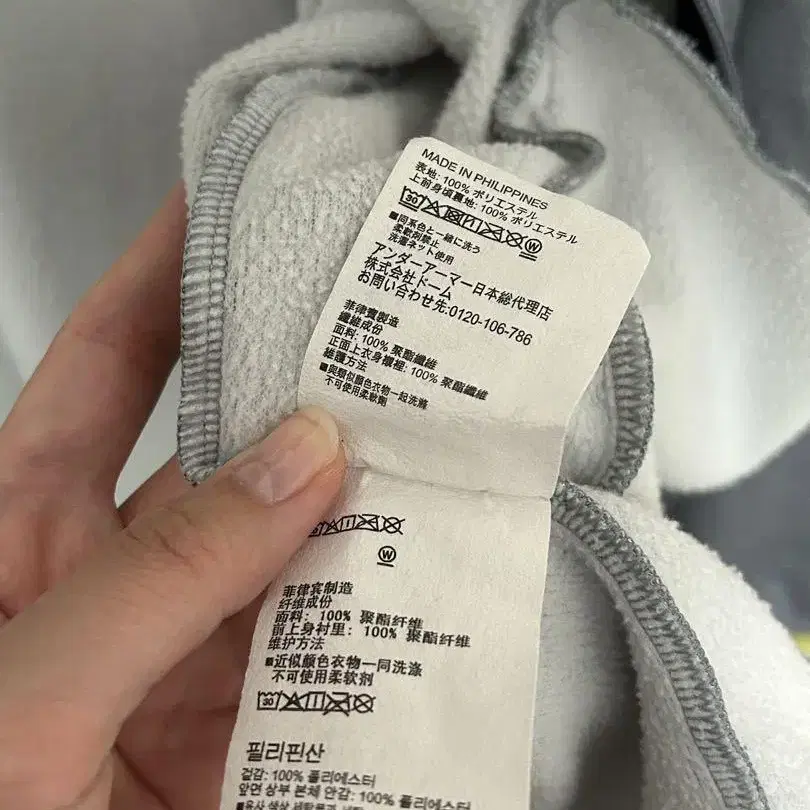 MADE IN PHILIPPINES
表地: 100% ポリエステル
上前身頃裏地: 100% ポリエステル
30
W
■同系色と一緒に洗う
柔軟剤禁止
洗濯ネット使用
アンダーアーマー日本総代理店
株式会社ドーム
お問い合わせ先:0120-106-786
菲律賓製造
纖維成份
面料: 100% 聚酯纖維
正面上衣身襯裡: 100% 聚酯纖維
維護方法
■與類似顏色衣物一起洗滌
不可使用柔軟劑
W
菲律宾制造
纤维成份
面料: 100% 聚酯纤维
前上身衬里: 100% 聚酯纤维
维护方法
■近似颜色衣物一同洗涤
不可使用柔软剂
30
필리핀산
겉감: 100% 폴리에스터
앞면 상부 본체 안감: 100% 폴리에스터